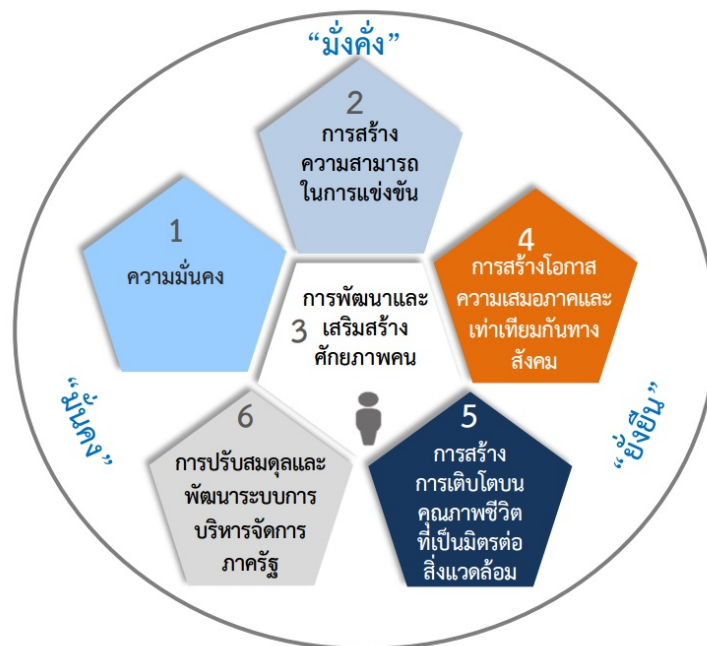 “มั่งคั่ง”
2
การสร้าง
ความสามารถ
ในการแข่งขัน
1
ความมั่นคง
4
การสร้างโอกาส
ความเสมอภาคและ
เท่าเทียมกันทาง
สังคม
3
การพัฒนาและ
เสริมสร้าง
ศักยภาพคน
“มั่นคง”
“ยั่งยืน”
6
การปรับสมดุลและ
พัฒนาระบบการ
บริหารจัดการ
ภาครัฐ
5
การสร้าง
การเติบโตบน
คุณภาพชีวิต
ที่เป็นมิตรต่อ
สิ่งแวดล้อม